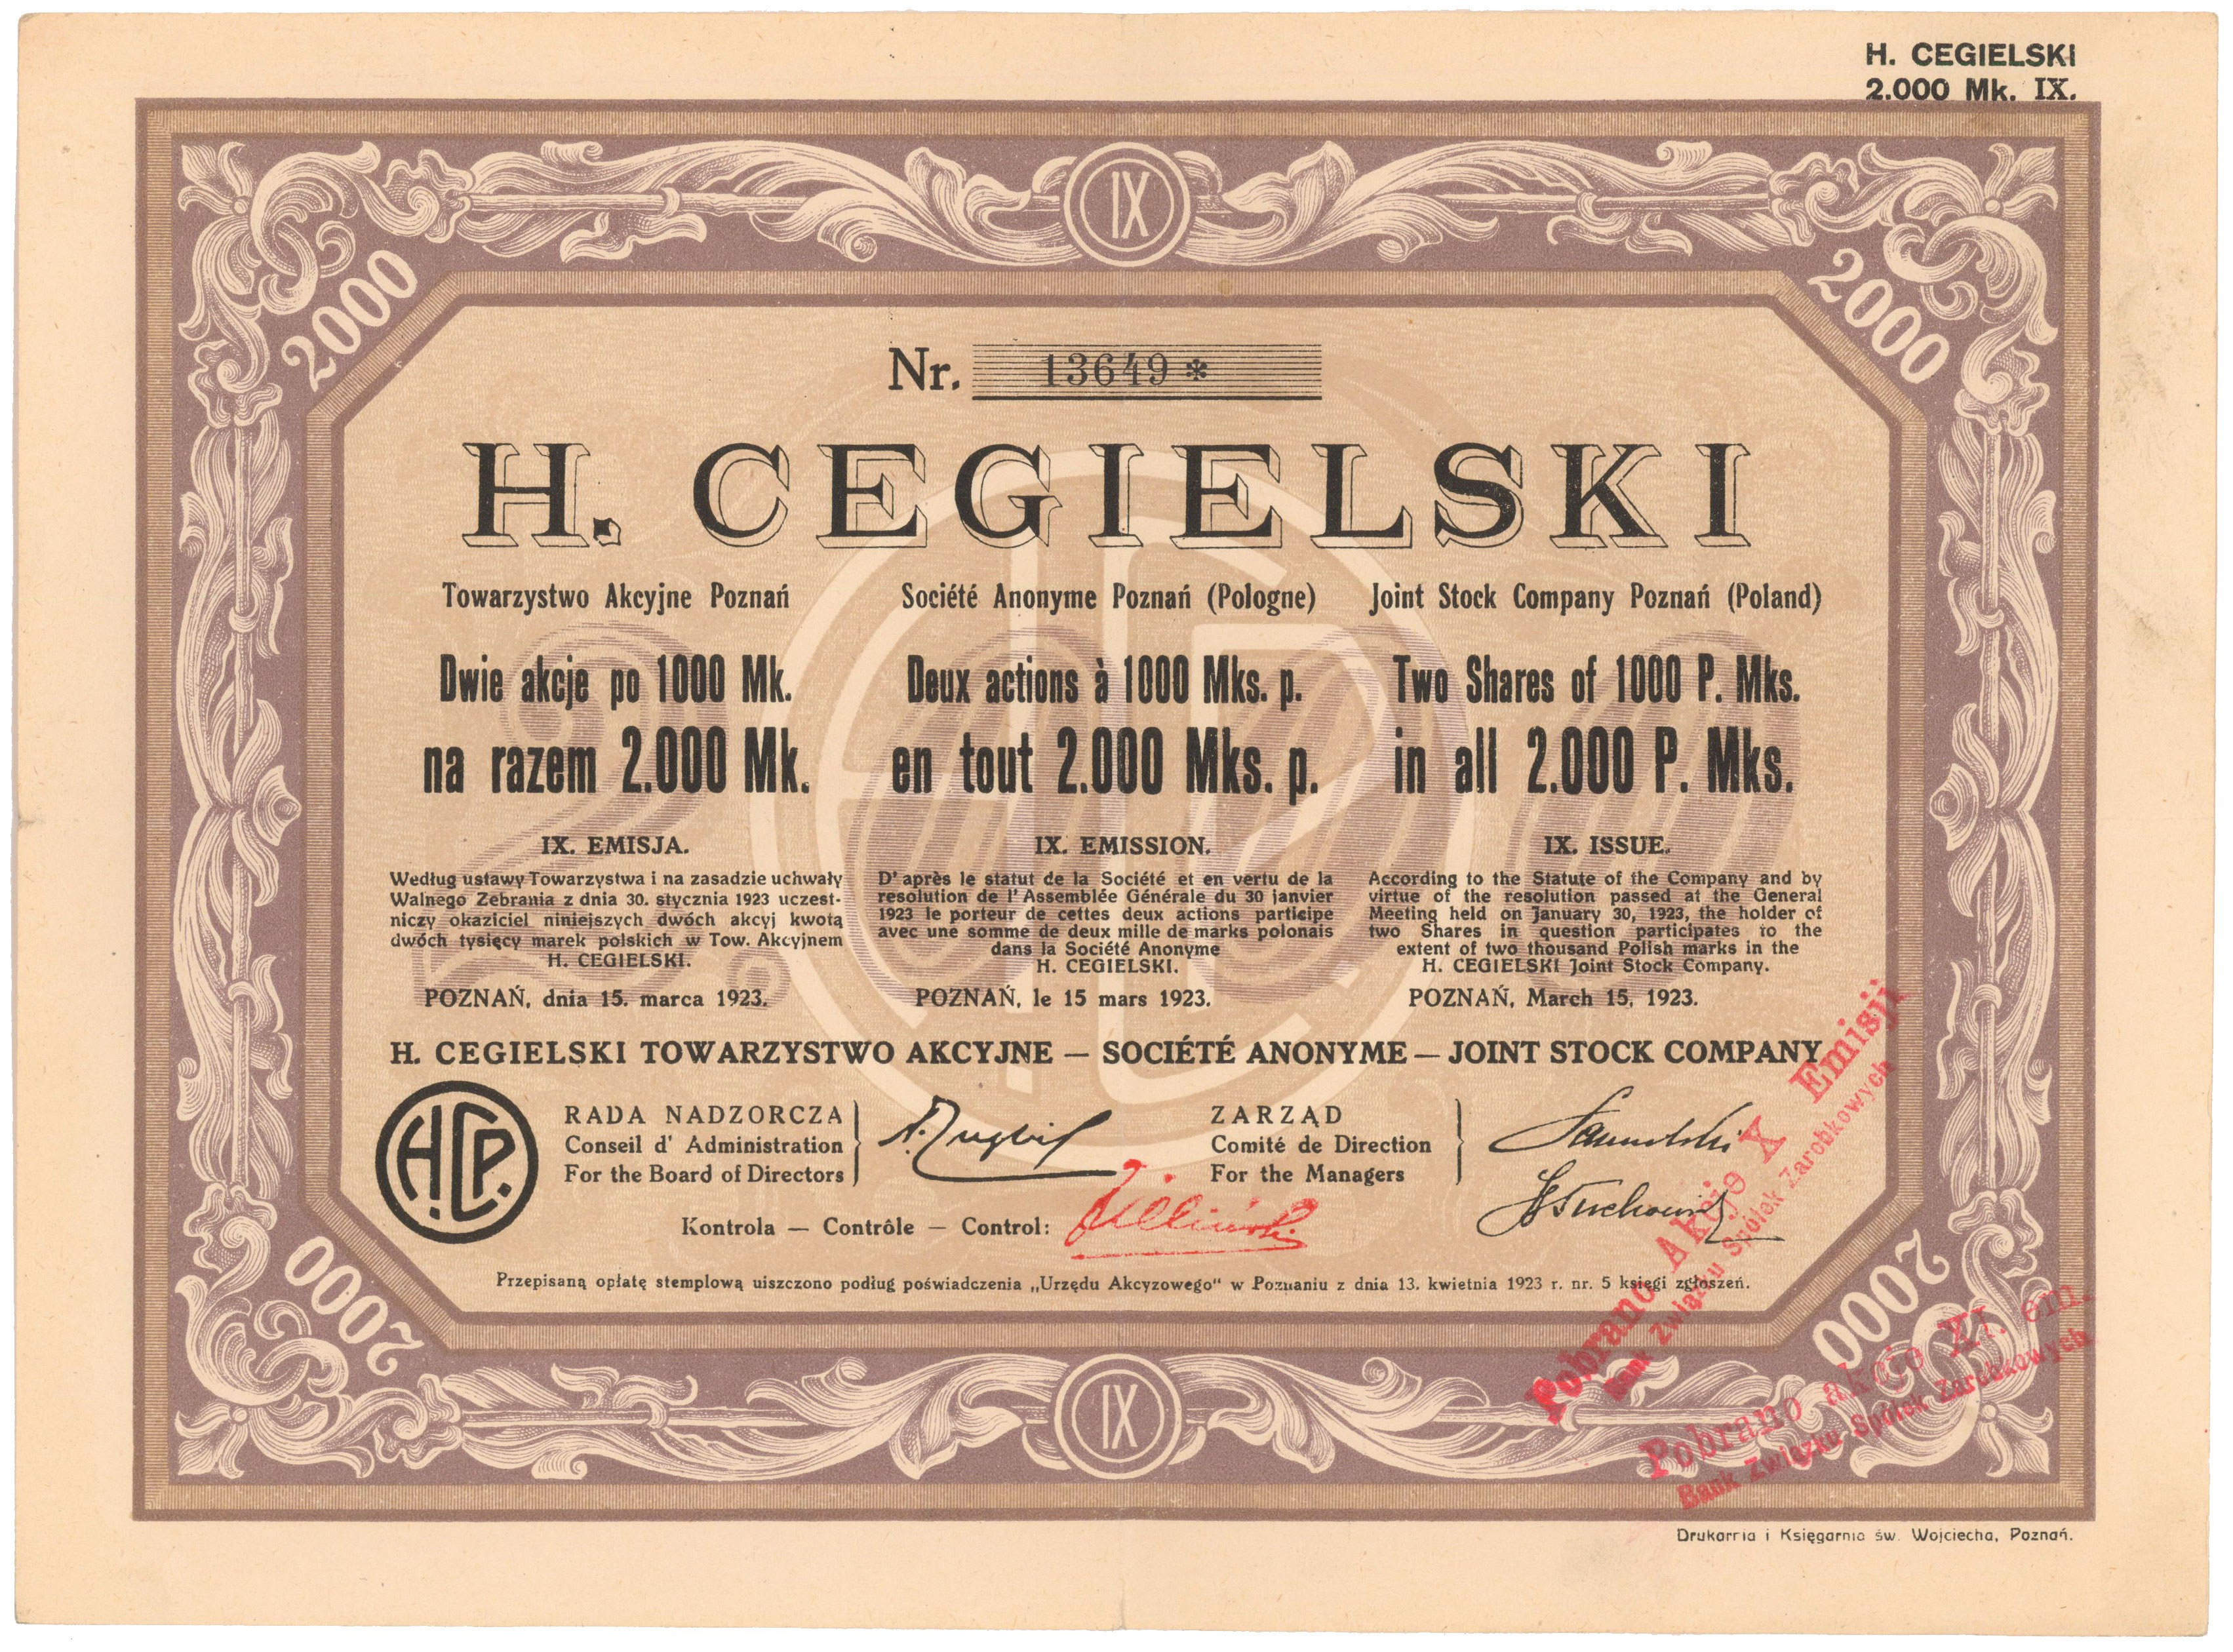 H. CEGIELSKI
2.000 Mk. IX.
IX
2000
2000
Nr. 13649 *
H. CEGIELSKI
Towarzystwo Akcyjne Poznań
Dwie akcje po 1000 Mk.
na razem 2.000 Mk.
IX. EMISJA.
Według ustawy Towarzystwa i na zasadzie uchwały
Walnego Zebrania z dnia 30. stycznia 1923 uczest-
niczy okaziciel niniejszych dwóch akcyj kwotą
dwóch tysięcy marek polskich w Tow. Akcyjnem
H. CEGIELSKI.
POZNAŃ, dnia 15. marca 1923.
Société Anonyme Poznań (Pologne)
Deux actions à 1000 Mks. p.
en tout 2.000 Mks. p.
IX. EMISSION.
D' après le statut de la Société et en vertu de la
resolution de l' Assemblée Générale du 30 janvier
1923 le porteur de cettes deux actions participe
avec une somme de deux mille de marks polonais
dans la Société Anonyme
H. CEGIELSKI.
POZNAŃ, le 15 mars 1923.
Joint Stock Company Poznań (Poland)
Two Shares of 1000 P. Mks.
in all 2.000 P. Mks.
IX. ISSUE.
According to the Statute of the Company and by
virtue of the resolution passed at the General
Meeting held on January 30, 1923, the holder of
two Shares in question participates to the
extent of two thousand Polish marks in the
H. CEGIELSKI Joint Stock Company.
POZNAŃ, March 15, 1923.
H. CEGIELSKI TOWARZYSTWO AKCYJNE — SOCIÉTÉ ANONYME — JOINT STOCK COMPANY
H.C.P.
RADA NADZORCZA
Conseil d' Administration
For the Board of Directors
ZARZĄD
Comité de Direction
For the Managers
Kontrola — Contrôle — Control:
Przepisaną opłatę stemplową uiszczono podług poświadczenia „Urzędu Akcyzowego" w Poznaniu z dnia 13. kwietnia 1923 r. nr. 5 księgi zgłoszeń.
Pobrano Akcje X Emisji
Bank Związku Spółek Zarobkowych
Pobrano akcje XI. em.
Bank Związku Spółek Zarobkowych
2000
2000
IX
Drukarnia i Księgarnia św. Wojciecha, Poznań.